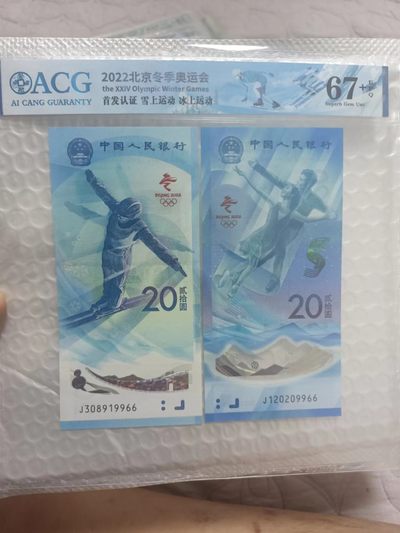 ACG
AI CANG GUARANTY
2022北京冬季奥运会
the XXIV Olympic Winter Games
首发认证 雪上运动 冰上运动
67+
Superb Gem Unc
中国人民银行
BEIJING 2022
20 贰拾圆
J308919966
中国人民银行
BEIJING 2022
5
20 贰拾圆
J120209966